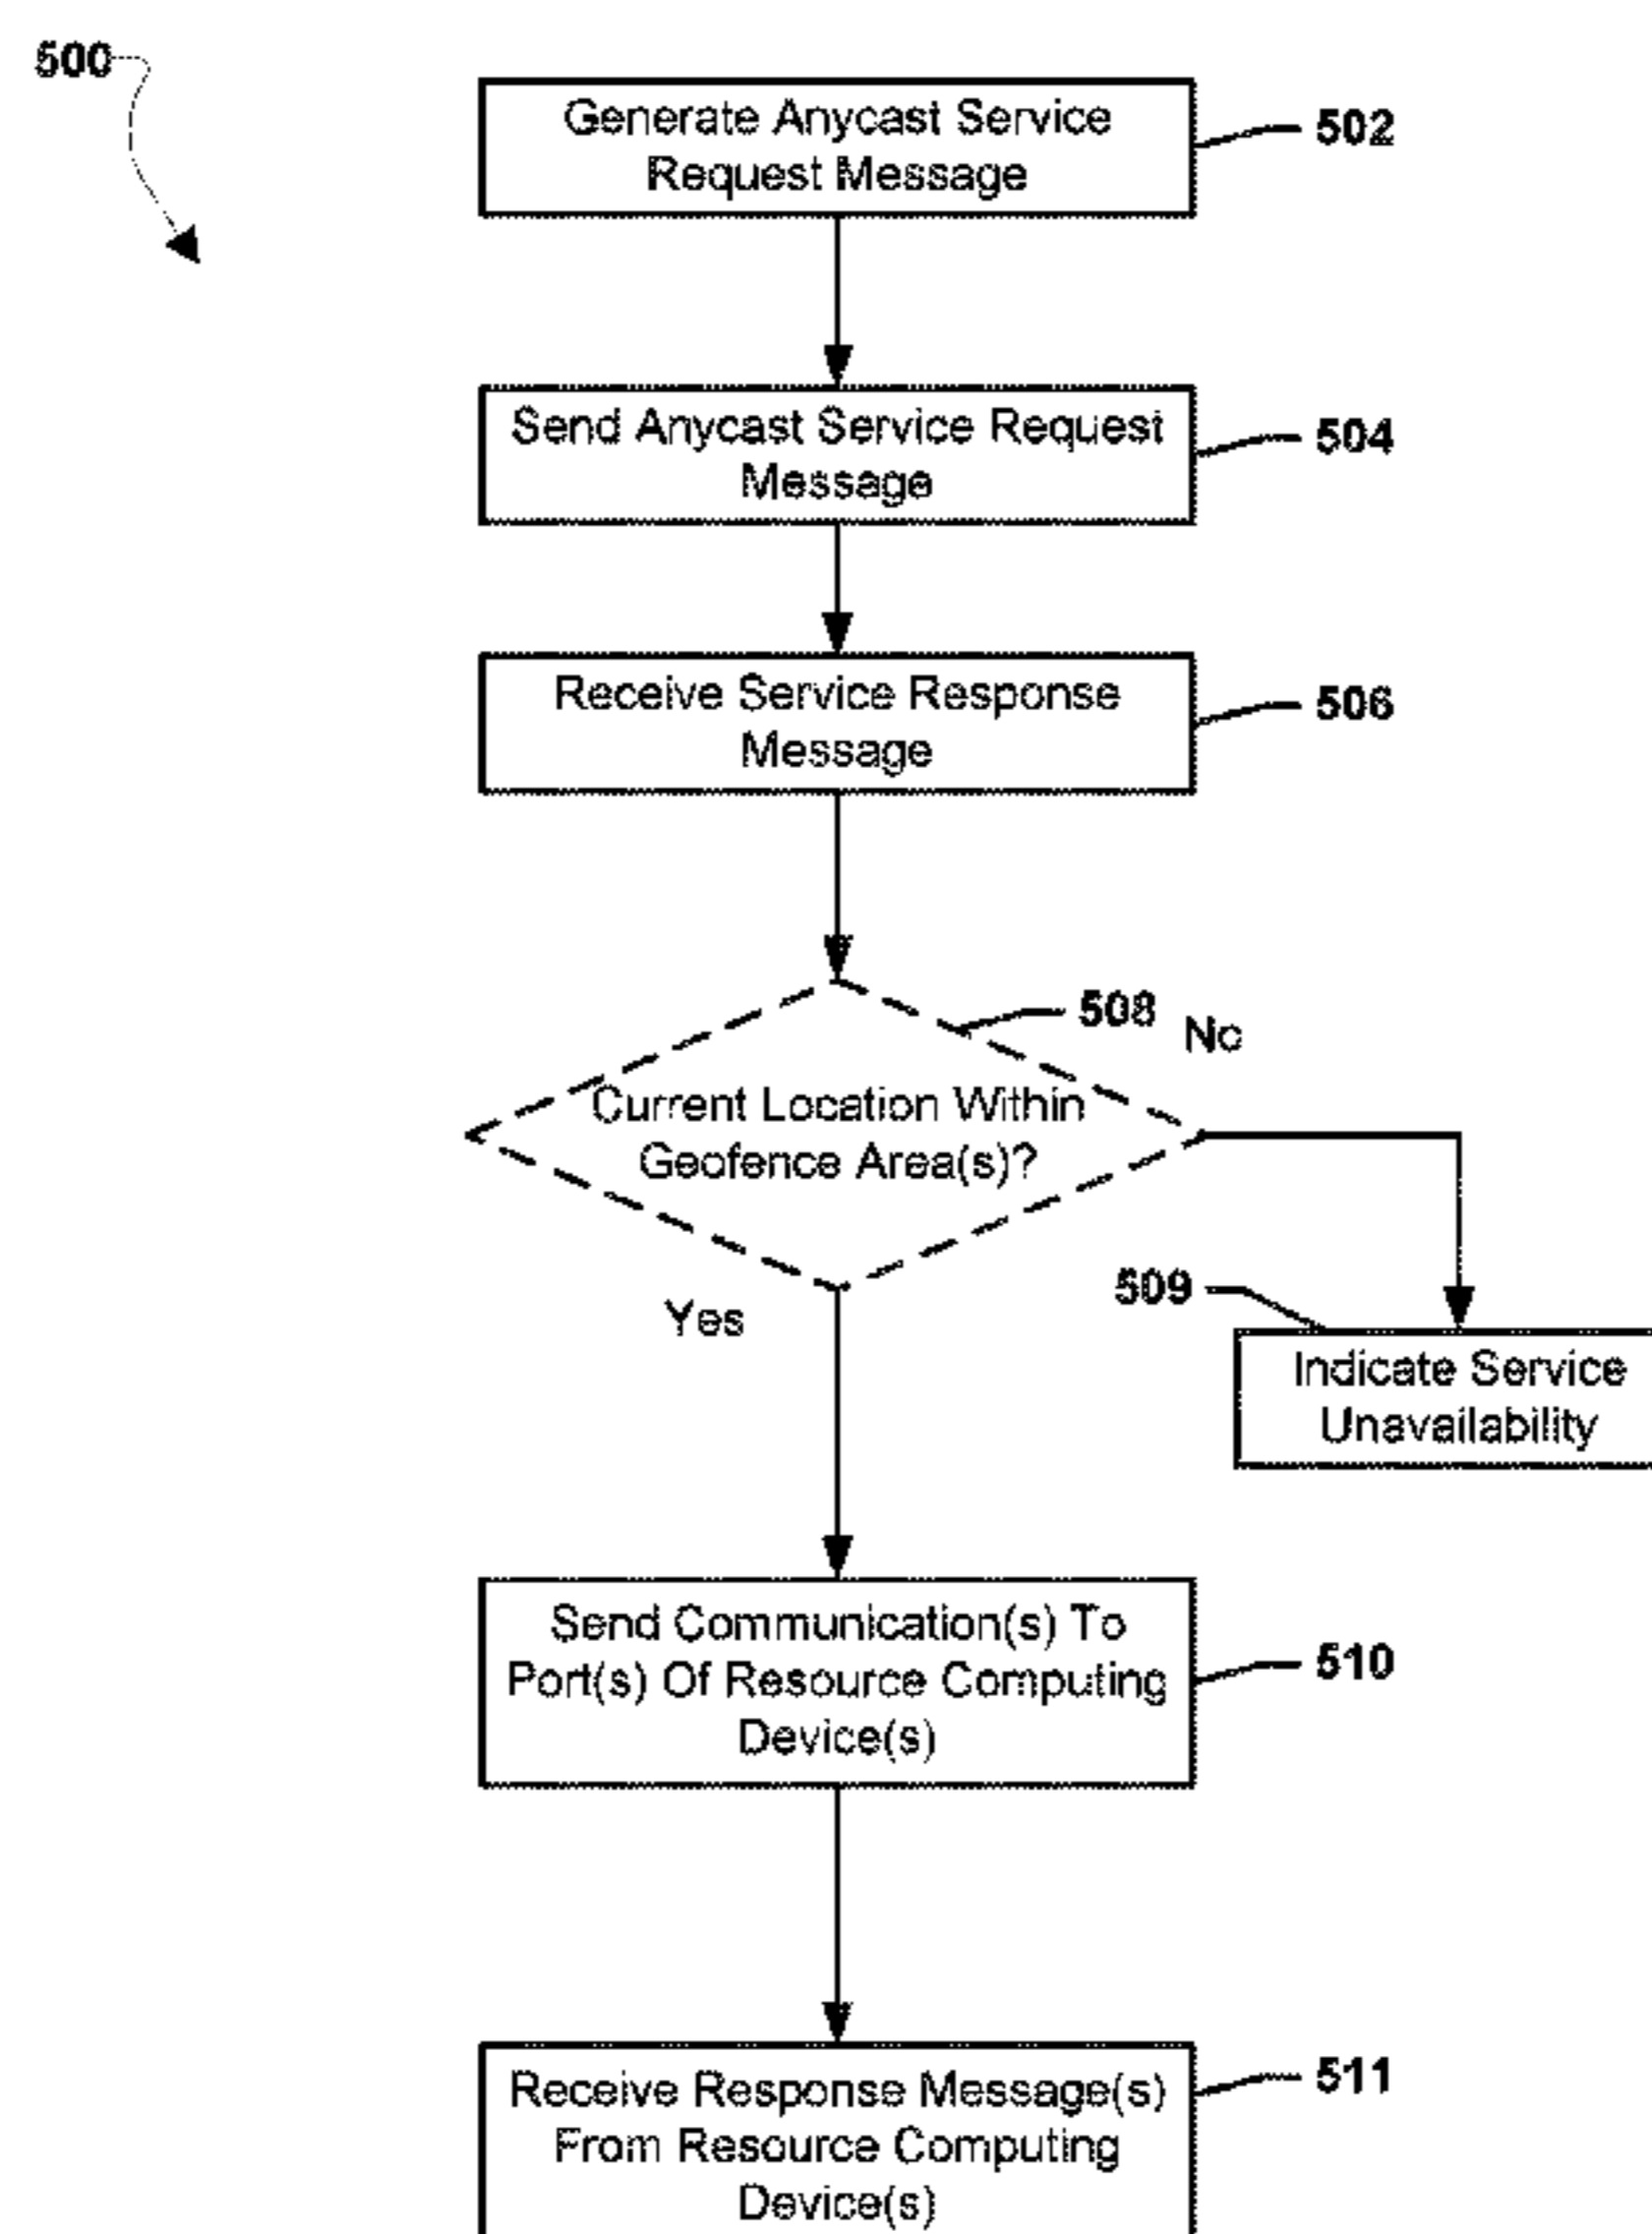 500
Generate Anycast Service
Request Message
502
Send Anycast Service Request
Message
504
Receive Service Response
Message
506
508
No
Current Location Within
Geofence Area(s)?
Yes
509
Indicate Service
Unavailability
Send Communication(s) To
Port(s) Of Resource Computing
Device(s)
510
Receive Response Message(s)
From Resource Computing
Device(s)
511